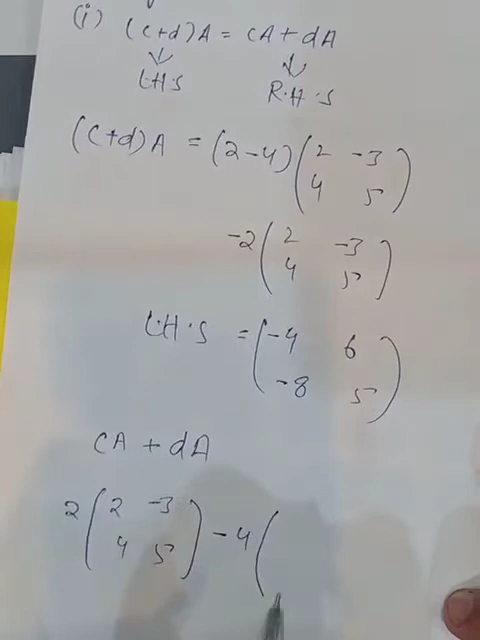 (i) (c+d)A = cA + dA
L.H.S R.H.S
(c+d)A = (2-4)(2 -3
4 5)
-2(2 -3
4 5)
L.H.S = (-4 6
-8 5)
cA + dA
2(2 -3
4 5) - 4(